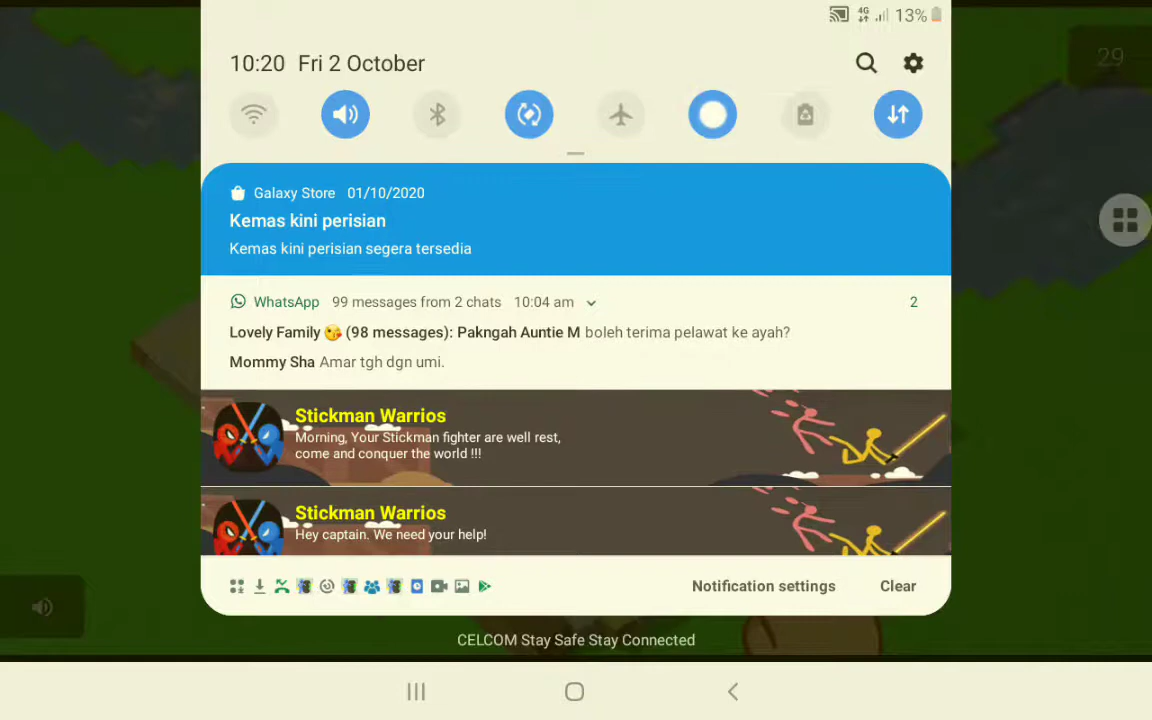 4G 13%
10:20 Fri 2 October
29
Galaxy Store 01/10/2020
Kemas kini perisian
Kemas kini perisian segera tersedia
WhatsApp 99 messages from 2 chats 10:04 am 2
Lovely Family 😘 (98 messages): Pakngah Auntie M boleh terima pelawat ke ayah?
Mommy Sha Amar tgh dgn umi.
Stickman Warrios
Morning, Your Stickman fighter are well rest,
come and conquer the world !!!
Stickman Warrios
Hey captain. We need your help!
Notification settings Clear
CELCOM Stay Safe Stay Connected